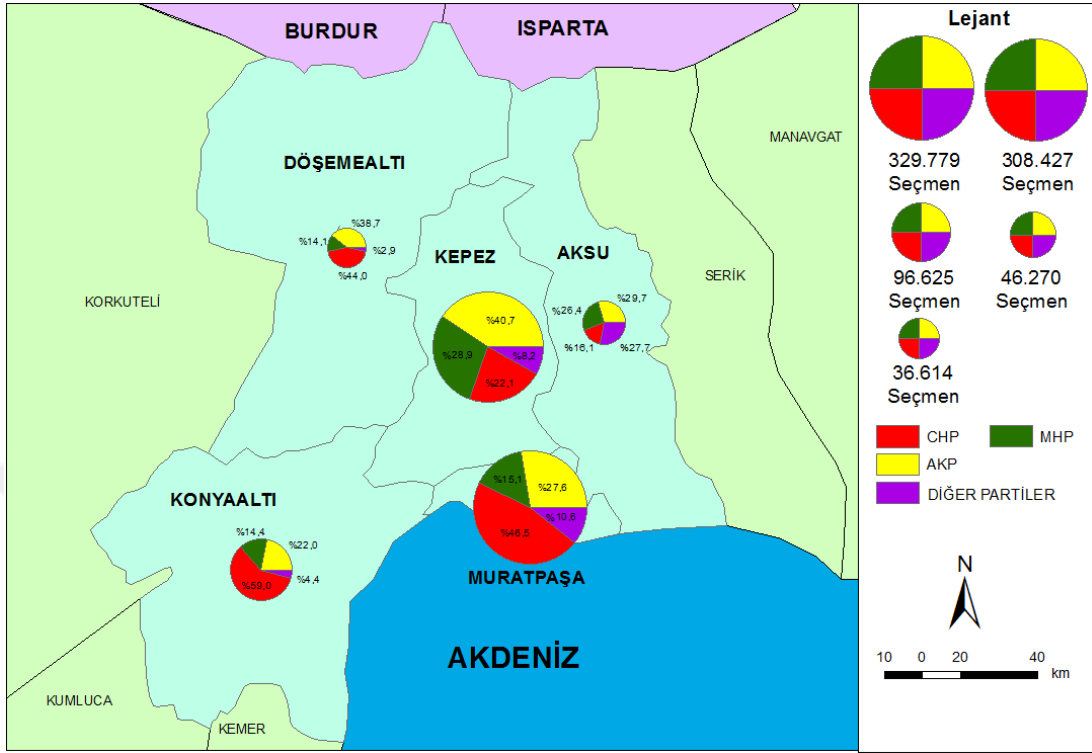 BURDUR
ISPARTA
MANAVGAT
DÖŞEMEALTI
%38,7
%14,1
%2,9
%44,0
KEPEZ
AKSU
SERİK
KORKUTELİ
%29,7
%26,4
%16,1
%27,7
%40,7
%28,9
%8,2
%22,1
KONYAALTI
%14,4
%22,0
%59,0
%4,4
%15,1
%27,6
%10,6
%46,5
MURATPAŞA
AKDENİZ
KUMLUCA
KEMER
Lejant
329.779
Seçmen
308.427
Seçmen
96.625
Seçmen
46.270
Seçmen
36.614
Seçmen
CHP
MHP
AKP
DİĞER PARTİLER
N
10 0 20 40
km